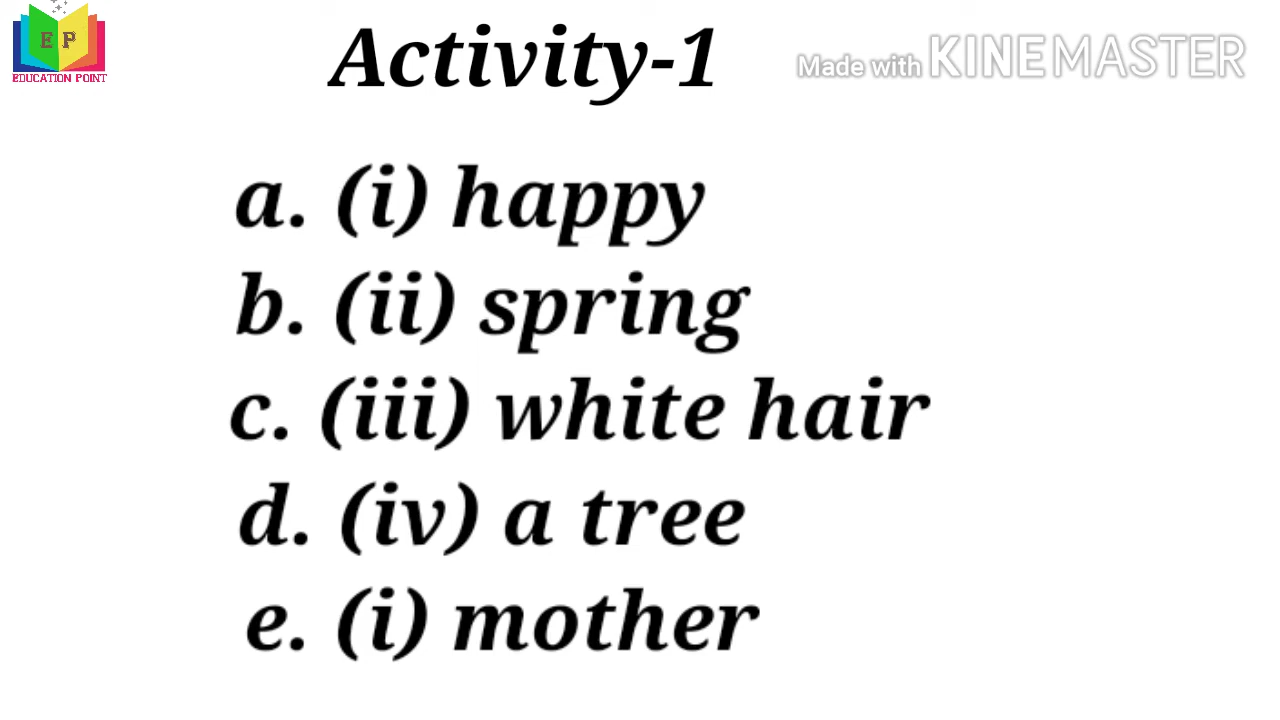 E P
EDUCATION POINT
Activity-1
Made with KINEMASTER
a. (i) happy
b. (ii) spring
c. (iii) white hair
d. (iv) a tree
e. (i) mother